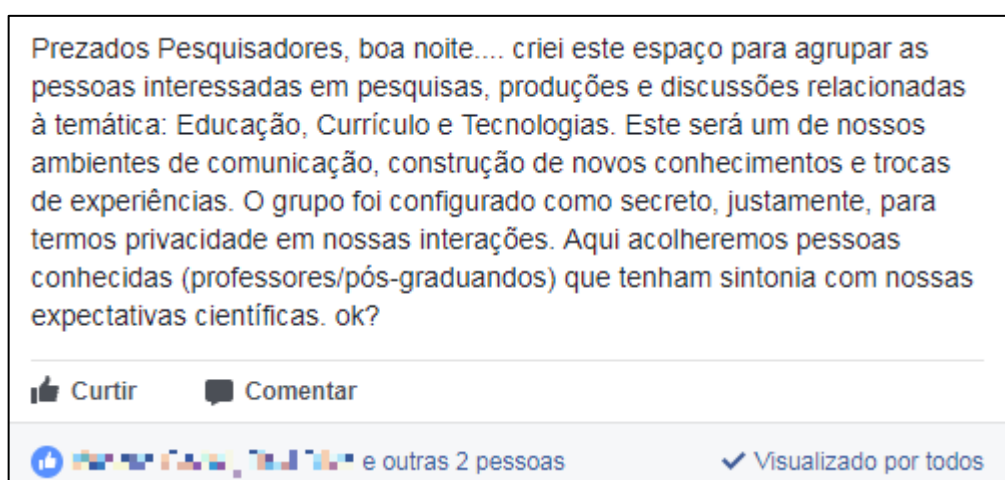 Prezados Pesquisadores, boa noite.... criei este espaço para agrupar as
pessoas interessadas em pesquisas, produções e discussões relacionadas
à temática: Educação, Currículo e Tecnologias. Este será um de nossos
ambientes de comunicação, construção de novos conhecimentos e trocas
de experiências. O grupo foi configurado como secreto, justamente, para
termos privacidade em nossas interações. Aqui acolheremos pessoas
conhecidas (professores/pós-graduandos) que tenham sintonia com nossas
expectativas científicas. ok?
Curtir Comentar
e outras 2 pessoas Visualizado por todos